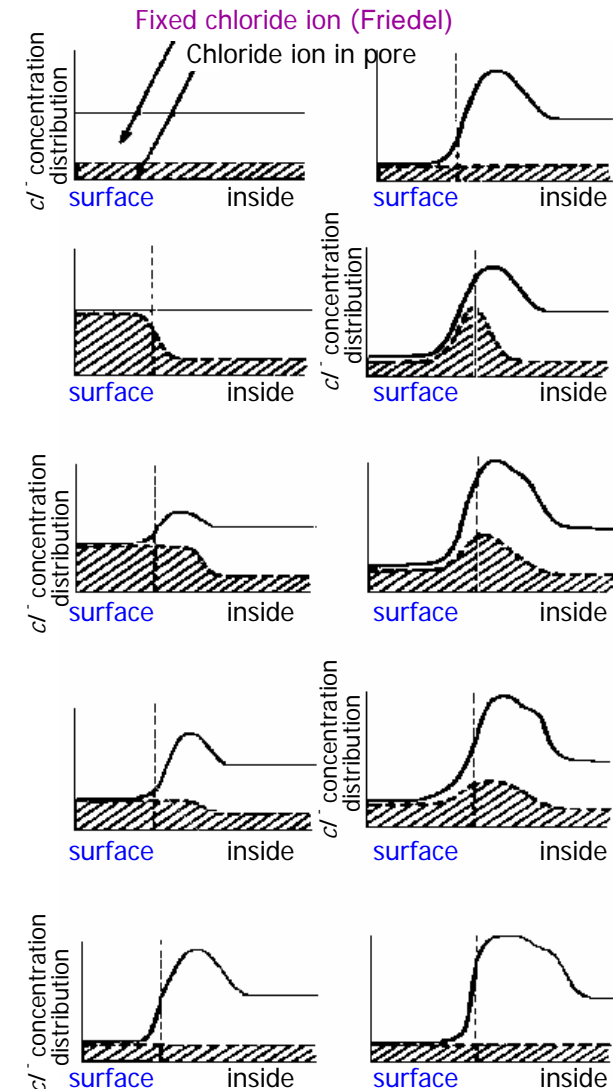 Fixed chloride ion (Friedel)
Chloride ion in pore
cl⁻ concentration
distribution
surface inside
surface inside
surface inside
cl⁻ concentration
distribution
surface inside
cl⁻ concentration
distribution
surface inside
surface inside
surface inside
cl⁻ concentration
distribution
surface inside
cl⁻ concentration
distribution
surface inside
surface inside